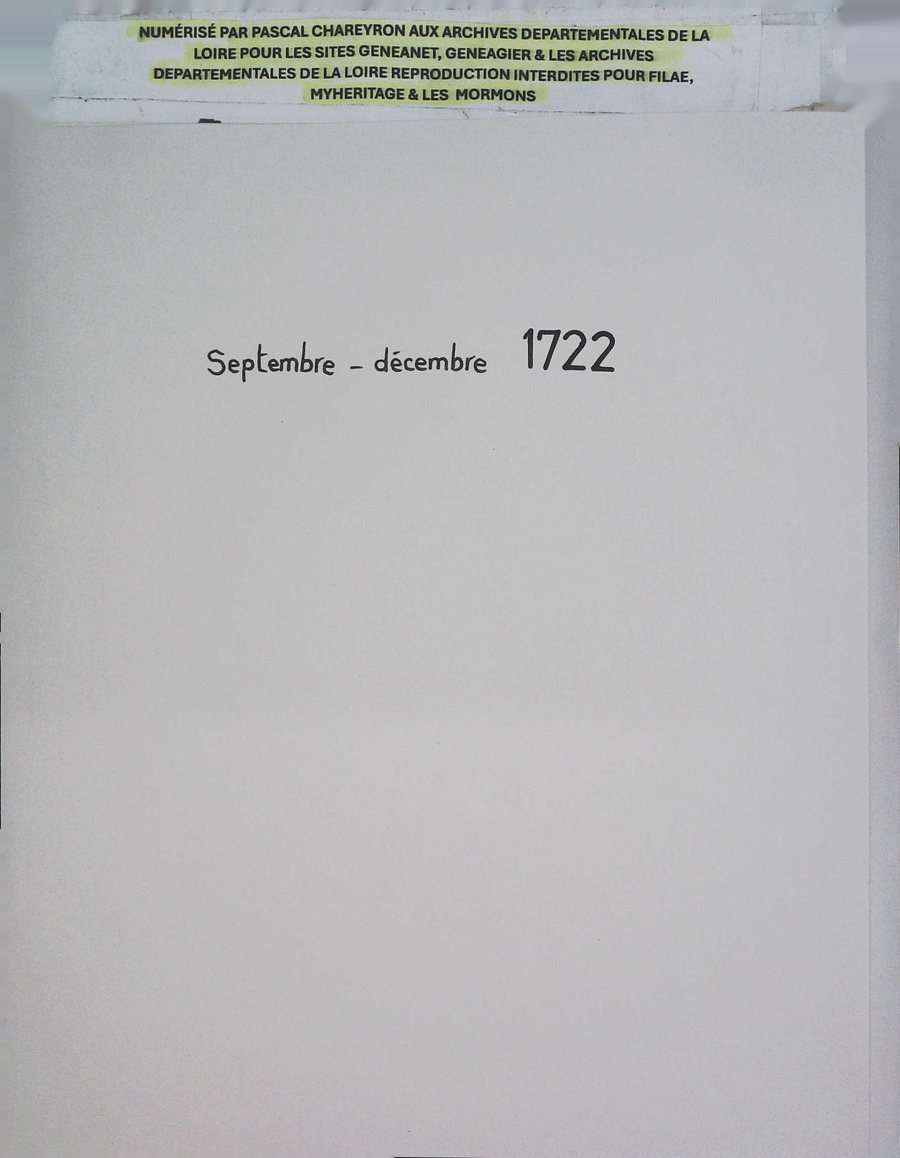 NUMÉRISÉ PAR PASCAL CHAREYRON AUX ARCHIVES DEPARTEMENTALES DE LA
LOIRE POUR LES SITES GENEANET, GENEAGIER & LES ARCHIVES
DEPARTEMENTALES DE LA LOIRE REPRODUCTION INTERDITES POUR FILAE,
MYHERITAGE & LES MORMONS
Septembre - décembre 1722